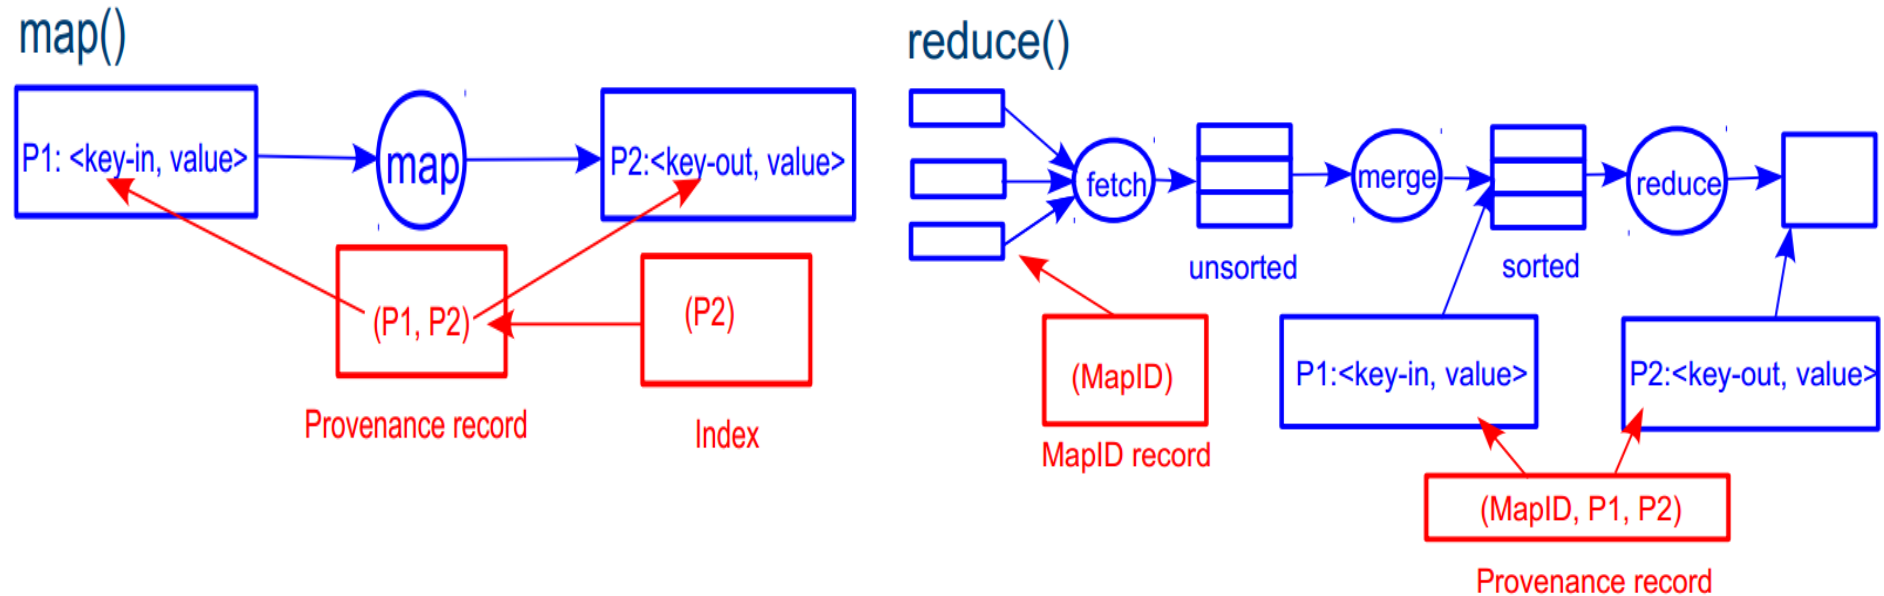 map()
P1: <key-in, value>
map
P2:<key-out, value>
(P1, P2)
(P2)
Provenance record
Index
reduce()
fetch
merge
reduce
unsorted
sorted
(MapID)
P1:<key-in, value>
P2:<key-out, value>
MapID record
(MapID, P1, P2)
Provenance record